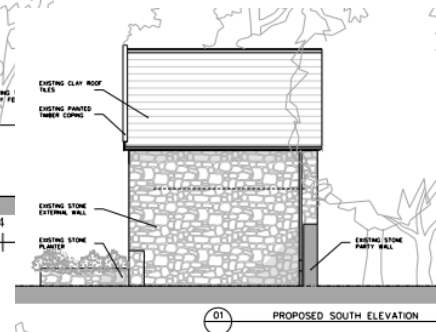 EXISTING CLAY ROOF
TILES
EXISTING PAINTED
TIMBER COPING
EXISTING STONE
EXTERNAL WALL
EXISTING STONE
PLANTER
EXISTING STONE
PARTY WALL
4
01
PROPOSED SOUTH ELEVATION